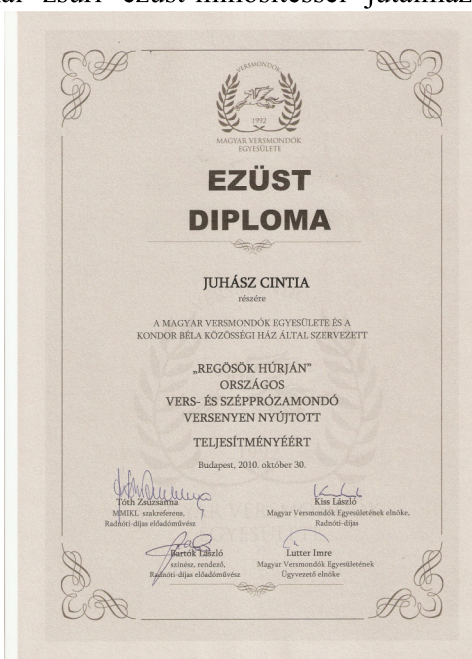 zsűri ezüst minősítéssel jutalmaz
VERSMONDOK
1992
MAGYAR VERSMONDÓK
EGYESÜLETE
EZÜST
DIPLOMA
JUHÁSZ CINTIA
részére
A MAGYAR VERSMONDÓK EGYESÜLETE ÉS A
KONDOR BÉLA KÖZÖSSÉGI HÁZ ÁLTAL SZERVEZETT
„REGÖSÖK HÚRJÁN”
ORSZÁGOS
VERS- ÉS SZÉPPRÓZAMONDÓ
VERSENYEN NYÚJTOTT
TELJESÍTMÉNYÉÉRT
Budapest, 2010. október 30.
Tóth Zsuzsanna
MMIKL szakreferens,
Radnóti-díjas előadóművész
Kiss László
Magyar Versmondók Egyesületének elnöke,
Radnóti-díjas
Bartók László
színész, rendező,
Radnóti-díjas előadóművész
Lutter Imre
Magyar Versmondók Egyesületének
Ügyvezető elnöke